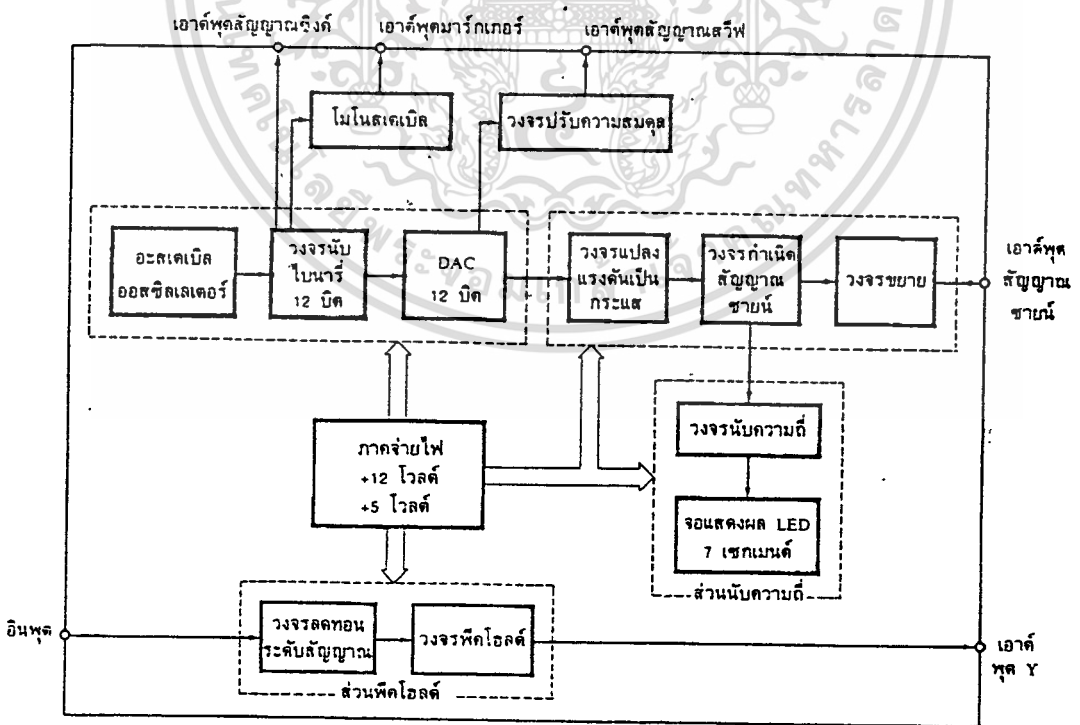 เอาต์พุตสัญญาณซิงค์
เอาต์พุตมาร์กเกอร์
เอาต์พุตสัญญาณสวีฟ
โมโนสเตเบิล
วงจรปรับความสมดุล
อะสเตเบิล
ออสซิลเลเตอร์
วงจรนับ
ไบนารี่
12 บิต
DAC
12 บิต
วงจรแปลง
แรงดันเป็น
กระแส
วงจรกำเนิด
สัญญาณ
ซายน์
วงจรขยาย
เอาต์พุต
สัญญาณ
ซายน์
ภาคจ่ายไฟ
+12 โวลต์
+5 โวลต์
วงจรนับความถี่
จอแสดงผล LED
7 เซกเมนต์
ส่วนนับความถี่
อินพุต
วงจรลดทอน
ระดับสัญญาณ
วงจรพีคโฮลด์
ส่วนพีคโฮลด์
เอาต์
พุต Y